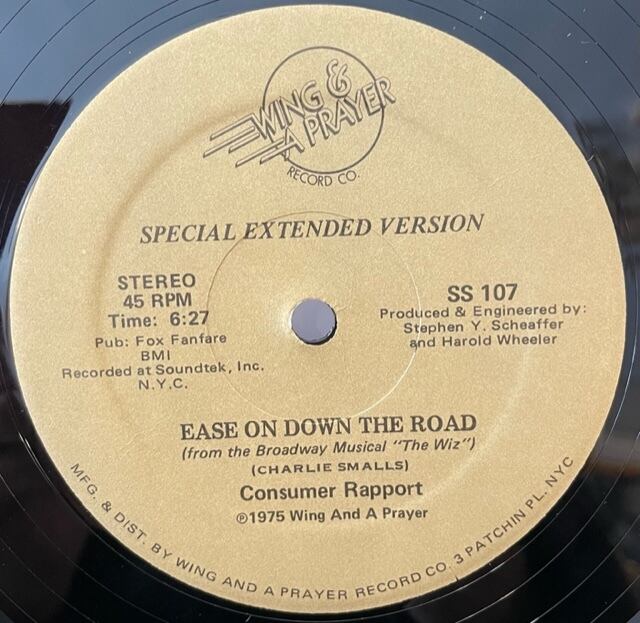 WING &
A PRAYER
RECORD CO.
SPECIAL EXTENDED VERSION
STEREO
45 RPM
Time: 6:27
Pub: Fox Fanfare
BMI
Recorded at Soundtek, Inc.
N.Y.C.
SS 107
Produced & Engineered by:
Stephen Y. Scheaffer
and Harold Wheeler
EASE ON DOWN THE ROAD
(from the Broadway Musical "The Wiz")
(CHARLIE SMALLS)
Consumer Rapport
℗1975 Wing And A Prayer
MFG. & DIST. BY WING AND A PRAYER RECORD CO. 3 PATCHIN PL. NYC